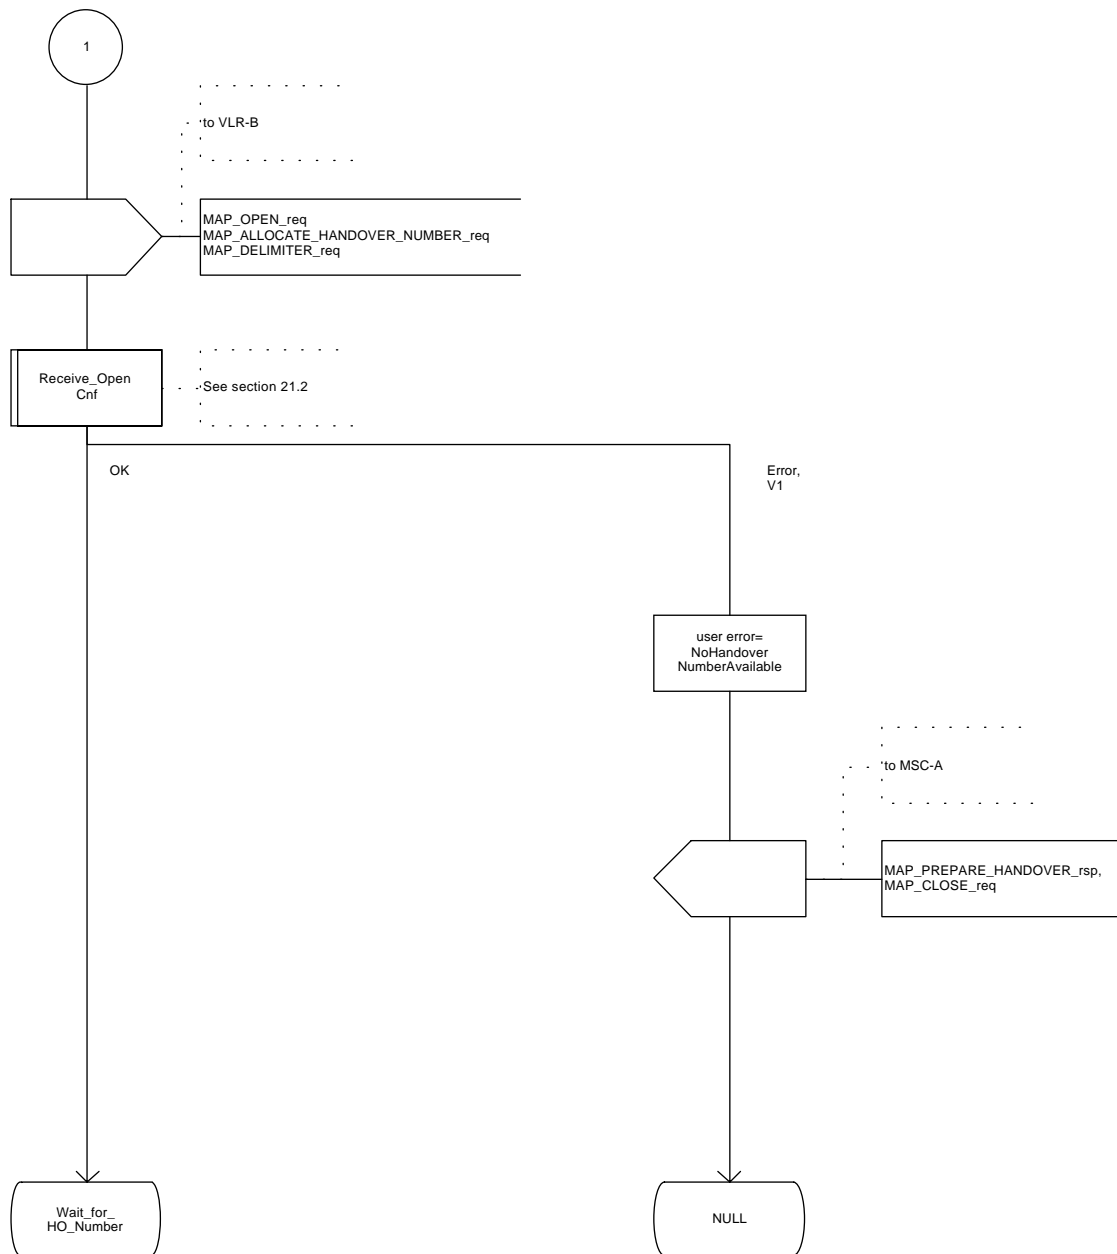 1
to VLR-B
MAP_OPEN_req
MAP_ALLOCATE_HANDOVER_NUMBER_req
MAP_DELIMITER_req
Receive_Open
Cnf
See section 21.2
OK
Error,
V1
user error=
NoHandover
NumberAvailable
to MSC-A
MAP_PREPARE_HANDOVER_rsp,
MAP_CLOSE_req
Wait_for_
HO_Number
NULL